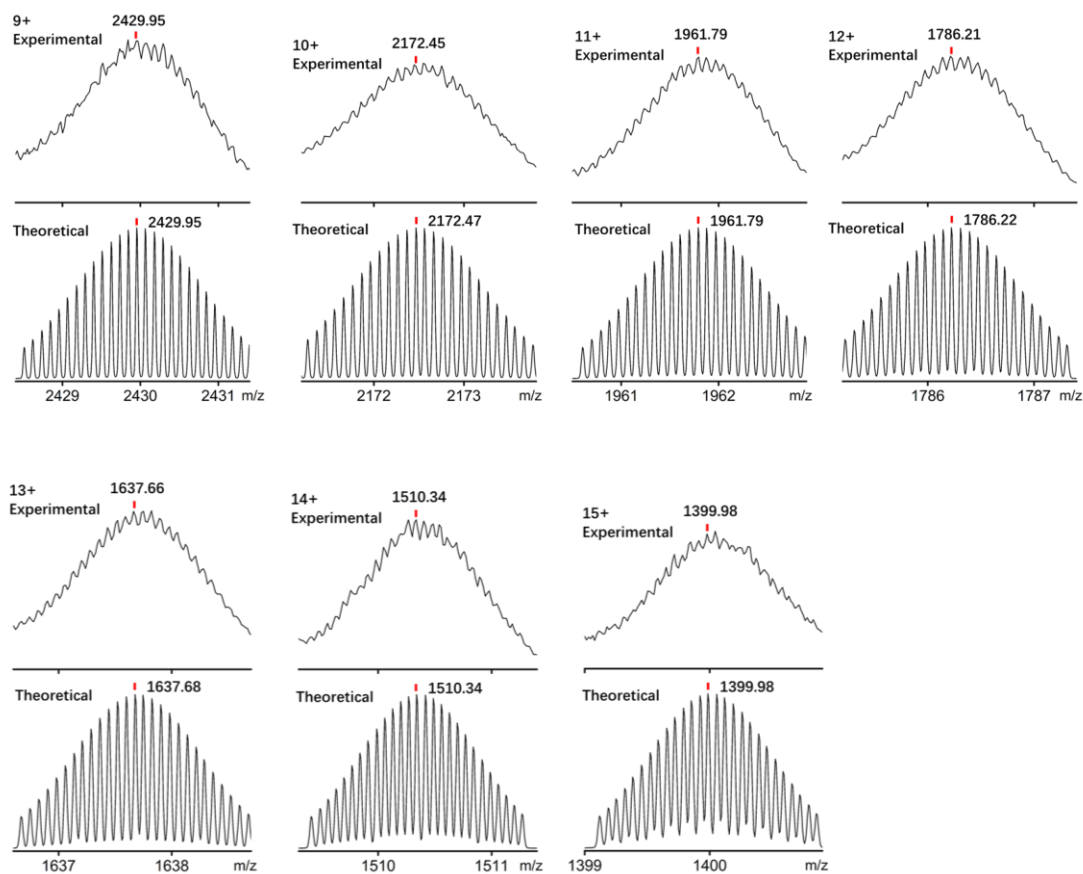 9+
Experimental
2429.95
10+
Experimental
2172.45
11+
Experimental
1961.79
12+
Experimental
1786.21
Theoretical
2429.95
Theoretical
2172.47
Theoretical
1961.79
Theoretical
1786.22
2429 2430 2431 m/z
2172 2173 m/z
1961 1962 m/z
1786 1787 m/z
13+
Experimental
1637.66
14+
Experimental
1510.34
15+
Experimental
1399.98
Theoretical
1637.68
Theoretical
1510.34
Theoretical
1399.98
1637 1638 m/z
1510 1511 m/z
1399 1400 m/z